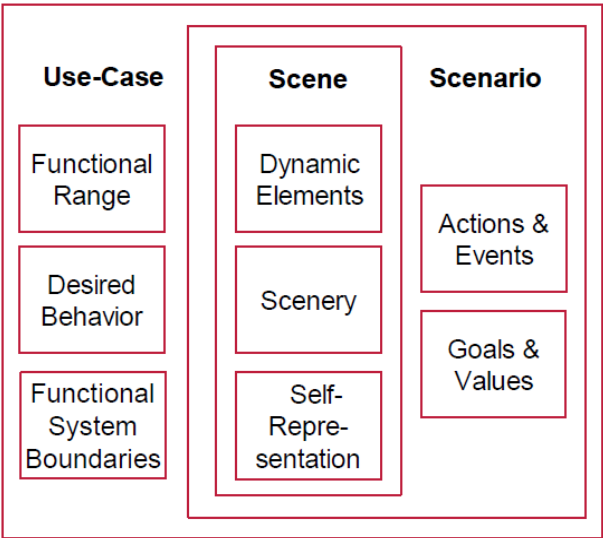 Use-Case
Functional
Range
Desired
Behavior
Functional
System
Boundaries
Scene
Dynamic
Elements
Scenery
Self-
Repre-
sentation
Scenario
Actions &
Events
Goals &
Values